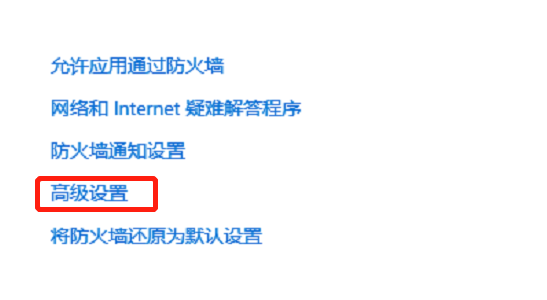 允许应用通过防火墙
网络和 Internet 疑难解答程序
防火墙通知设置
高级设置
将防火墙还原为默认设置